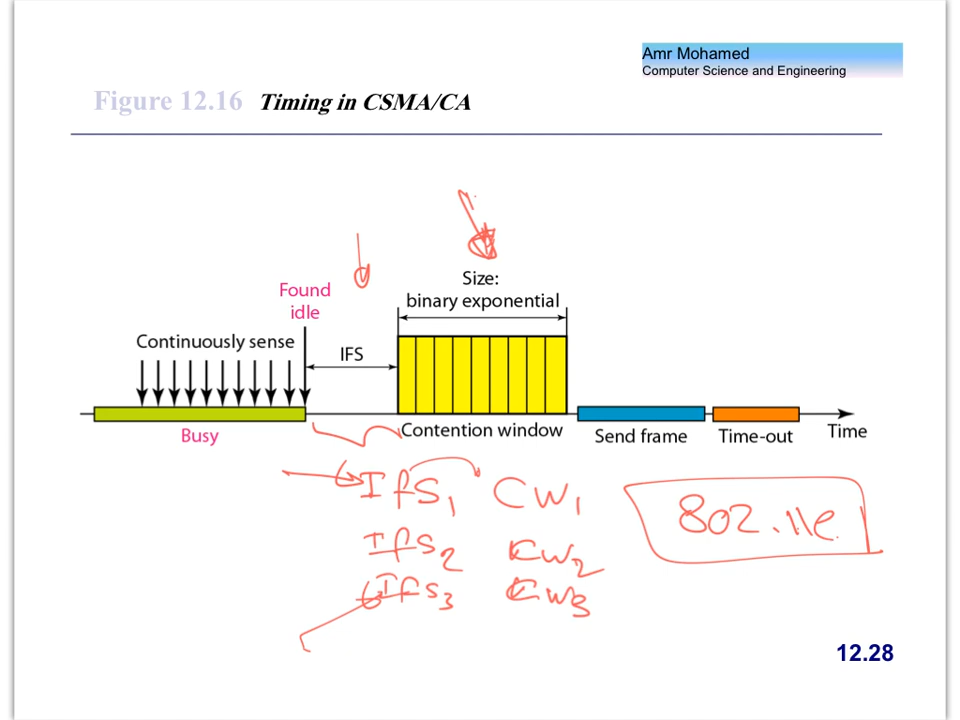 Amr Mohamed
Computer Science and Engineering
Figure 12.16 Timing in CSMA/CA
Size:
binary exponential
Found
idle
Continuously sense
IFS
Busy
Contention window
Send frame
Time-out
Time
IfS1 CW1
IfS2 CW2
IfS3 CW3
802.11e
12.28